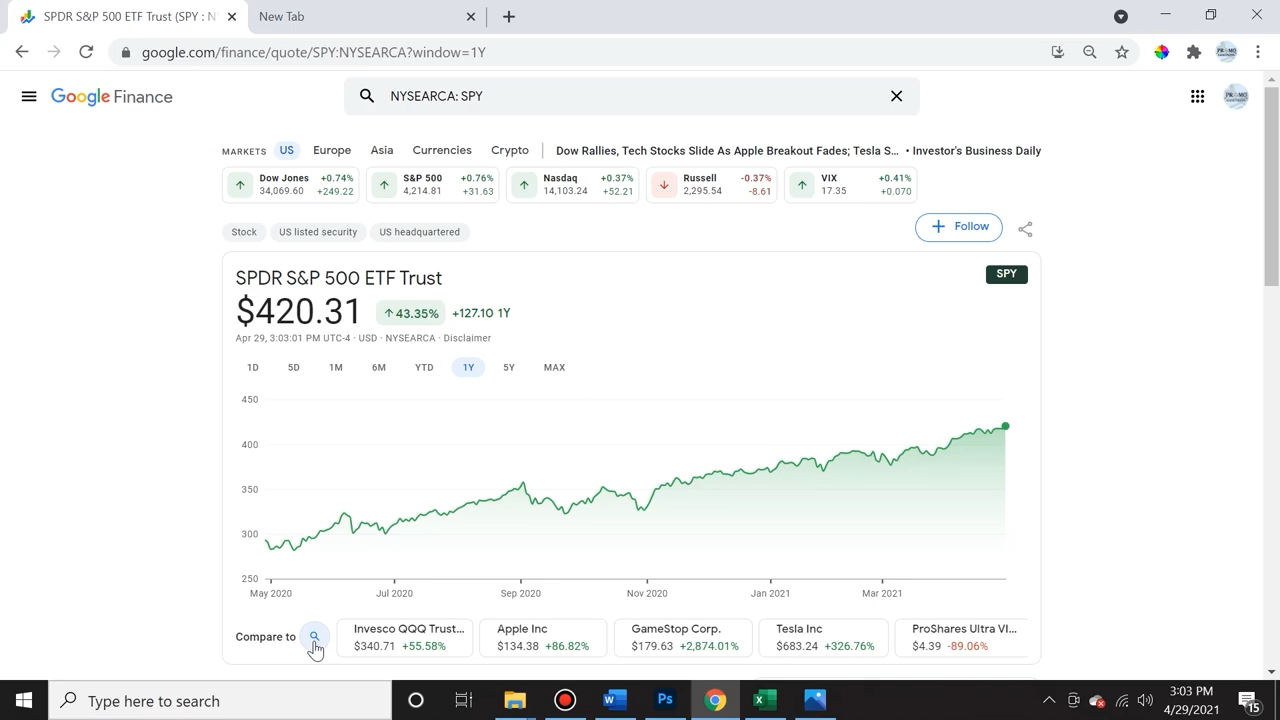 SPDR S&P 500 ETF Trust (SPY : N
New Tab
google.com/finance/quote/SPY:NYSEARCA?window=1Y
Google Finance
NYSEARCA: SPY
MARKETS US Europe Asia Currencies Crypto Dow Rallies, Tech Stocks Slide As Apple Breakout Fades; Tesla S... • Investor's Business Daily
Dow Jones +0.74% S&P 500 +0.76% Nasdaq +0.37% Russell -0.37% VIX +0.41%
34,069.60 +249.22 4,214.81 +31.63 14,103.24 +52.21 2,295.54 -8.61 17.35 +0.070
Stock US listed security US headquartered Follow
SPDR S&P 500 ETF Trust SPY
$420.31 43.35% +127.10 1Y
Apr 29, 3:03:01 PM UTC-4 · USD · NYSEARCA · Disclaimer
1D 5D 1M 6M YTD 1Y 5Y MAX
450
400
350
300
250
May 2020 Jul 2020 Sep 2020 Nov 2020 Jan 2021 Mar 2021
Compare to
Invesco QQQ Trust... Apple Inc GameStop Corp. Tesla Inc ProShares Ultra VI...
$340.71 +55.58% $134.38 +86.82% $179.63 +2,874.01% $683.24 +326.76% $4.39 -89.06%
Type here to search
Ps
3:03 PM
4/29/2021
15